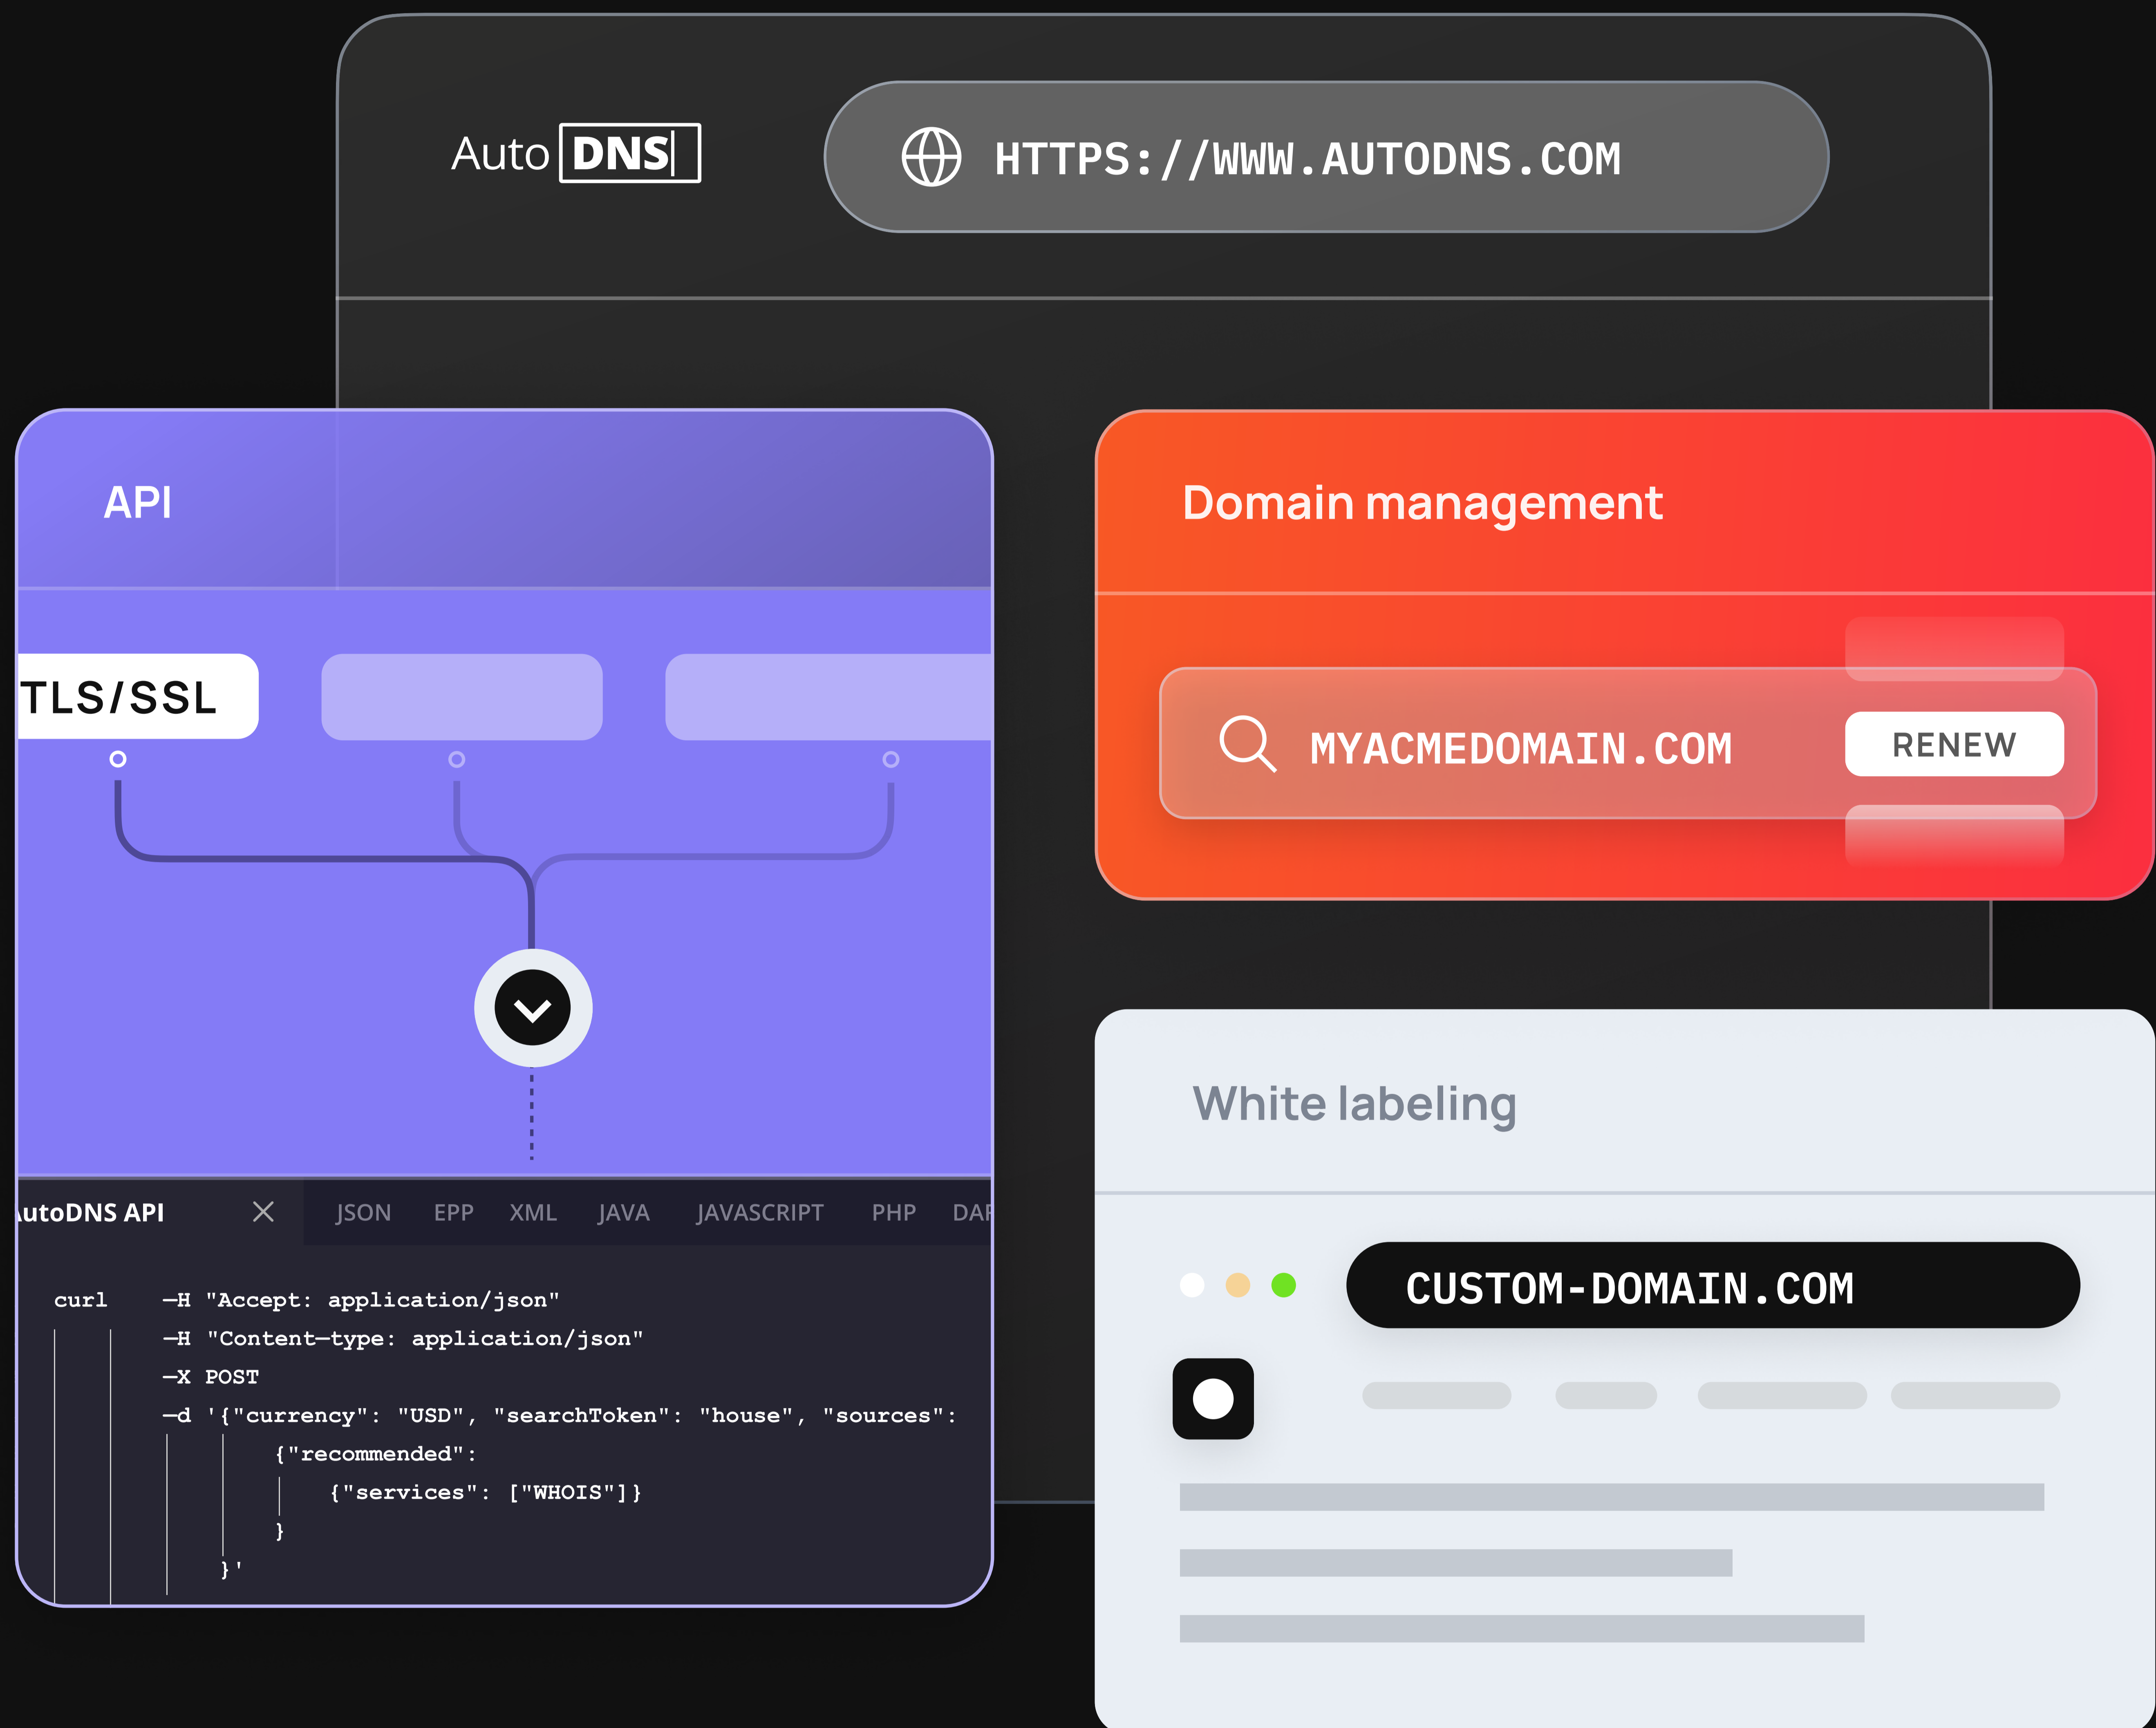 Auto DNS
HTTPS://WWW.AUTODNS.COM
API
TLS/SSL
AutoDNS API
JSON EPP XML JAVA JAVASCRIPT PHP
curl —H "Accept: application/json"
—H "Content—type: application/json"
—X POST
—d '{"currency": "USD", "searchToken": "house", "sources":
{"recommended":
{"services": ["WHOIS"]}
}
}'
Domain management
MYACMEDOMAIN.COM
RENEW
White labeling
CUSTOM-DOMAIN.COM